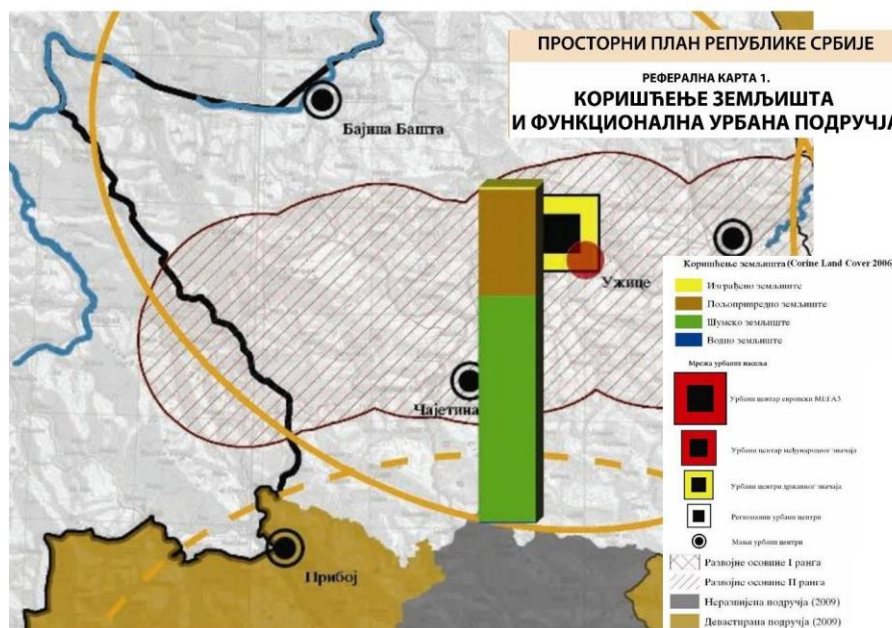 ПРОСТОРНИ ПЛАН РЕПУБЛИКЕ СРБИЈЕ
РЕФЕРАЛНА КАРТА 1.
КОРИШЋЕЊЕ ЗЕМЉИШТА
И ФУНКЦИОНАЛНА УРБАНА ПОДРУЧЈА
Бајина Башта
Ужице
Чајетина
Прибој
Коришћење земљишта (Corine Land Cover 2006
Изграђено земљиште
Пољопривредно земљиште
Шумско земљиште
Водно земљиште
Мрежа урбаних насеља
Урбани центар европски МЕГА3
Урбани центар међународног значаја
Урбани центри државног значаја
Регионални урбани центри
Мањи урбани центри
Развојне осовине I ранга
Развојне осовине II ранга
Неразвијена подручја (2009)
Девастирана подручја (2009)